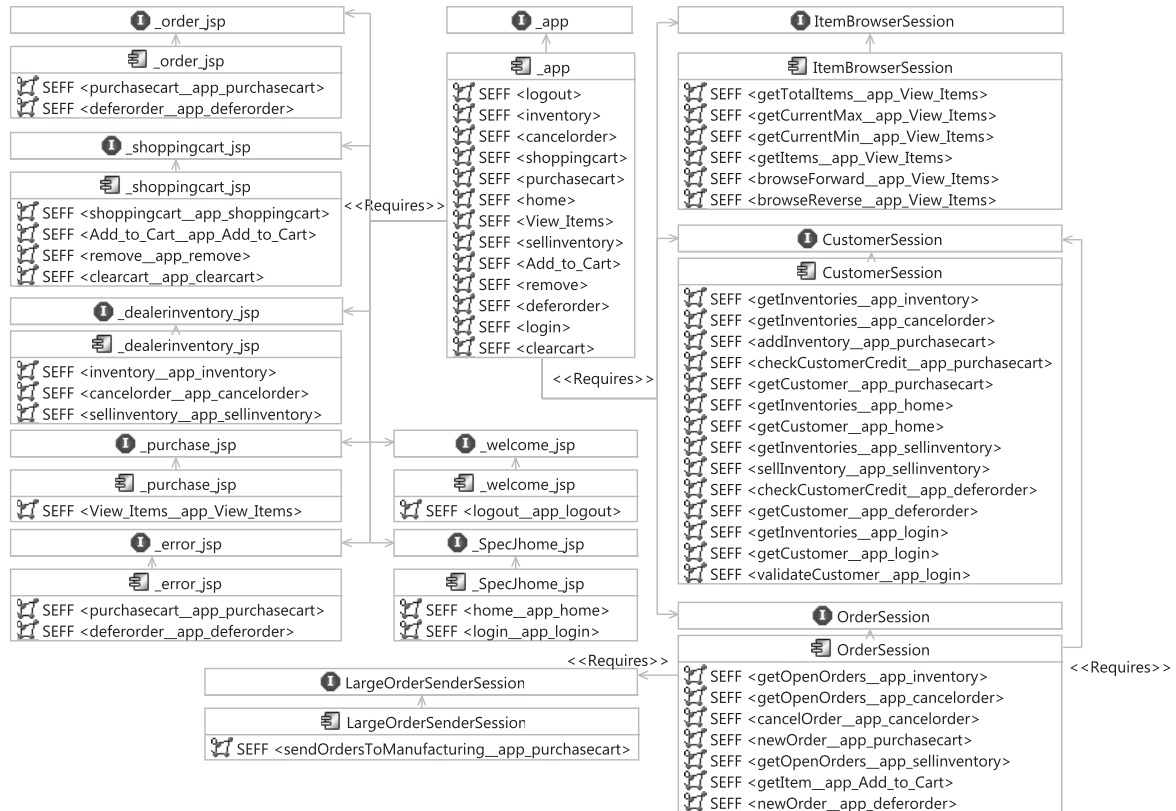 _order_jsp
_order_jsp
SEFF <purchasecart__app_purchasecart>
SEFF <deferorder__app_deferorder>
_shoppingcart_jsp
_shoppingcart_jsp
SEFF <shoppingcart__app_shoppingcart>
SEFF <Add_to_Cart__app_Add_to_Cart>
SEFF <remove__app_remove>
SEFF <clearcart__app_clearcart>
_dealerinventory_jsp
_dealerinventory_jsp
SEFF <inventory__app_inventory>
SEFF <cancelorder__app_cancelorder>
SEFF <sellinventory__app_sellinventory>
_purchase_jsp
_purchase_jsp
SEFF <View_Items__app_View_Items>
_error_jsp
_error_jsp
SEFF <purchasecart__app_purchasecart>
SEFF <deferorder__app_deferorder>
<<Requires>>
_app
_app
SEFF <logout>
SEFF <inventory>
SEFF <cancelorder>
SEFF <shoppingcart>
SEFF <purchasecart>
SEFF <home>
SEFF <View_Items>
SEFF <sellinventory>
SEFF <Add_to_Cart>
SEFF <remove>
SEFF <deferorder>
SEFF <login>
SEFF <clearcart>
<<Requires>>
_welcome_jsp
_welcome_jsp
SEFF <logout__app_logout>
_SpecJhome_jsp
_SpecJhome_jsp
SEFF <home__app_home>
SEFF <login__app_login>
ItemBrowserSession
ItemBrowserSession
SEFF <getTotalItems__app_View_Items>
SEFF <getCurrentMax__app_View_Items>
SEFF <getCurrentMin__app_View_Items>
SEFF <getItems__app_View_Items>
SEFF <browseForward__app_View_Items>
SEFF <browseReverse__app_View_Items>
CustomerSession
CustomerSession
SEFF <getInventories__app_inventory>
SEFF <getInventories__app_cancelorder>
SEFF <addInventory__app_purchasecart>
SEFF <checkCustomerCredit__app_purchasecart>
SEFF <getCustomer__app_purchasecart>
SEFF <getInventories__app_home>
SEFF <getCustomer__app_home>
SEFF <getInventories__app_sellinventory>
SEFF <sellInventory__app_sellinventory>
SEFF <checkCustomerCredit__app_deferorder>
SEFF <getCustomer__app_deferorder>
SEFF <getInventories__app_login>
SEFF <getCustomer__app_login>
SEFF <validateCustomer__app_login>
OrderSession
OrderSession
SEFF <getOpenOrders__app_inventory>
SEFF <getOpenOrders__app_cancelorder>
SEFF <cancelOrder__app_cancelorder>
SEFF <newOrder__app_purchasecart>
SEFF <getOpenOrders__app_sellinventory>
SEFF <getItem__app_Add_to_Cart>
SEFF <newOrder__app_deferorder>
<<Requires>>
<<Requires>>
LargeOrderSenderSession
LargeOrderSenderSession
SEFF <sendOrdersToManufacturing__app_purchasecart>